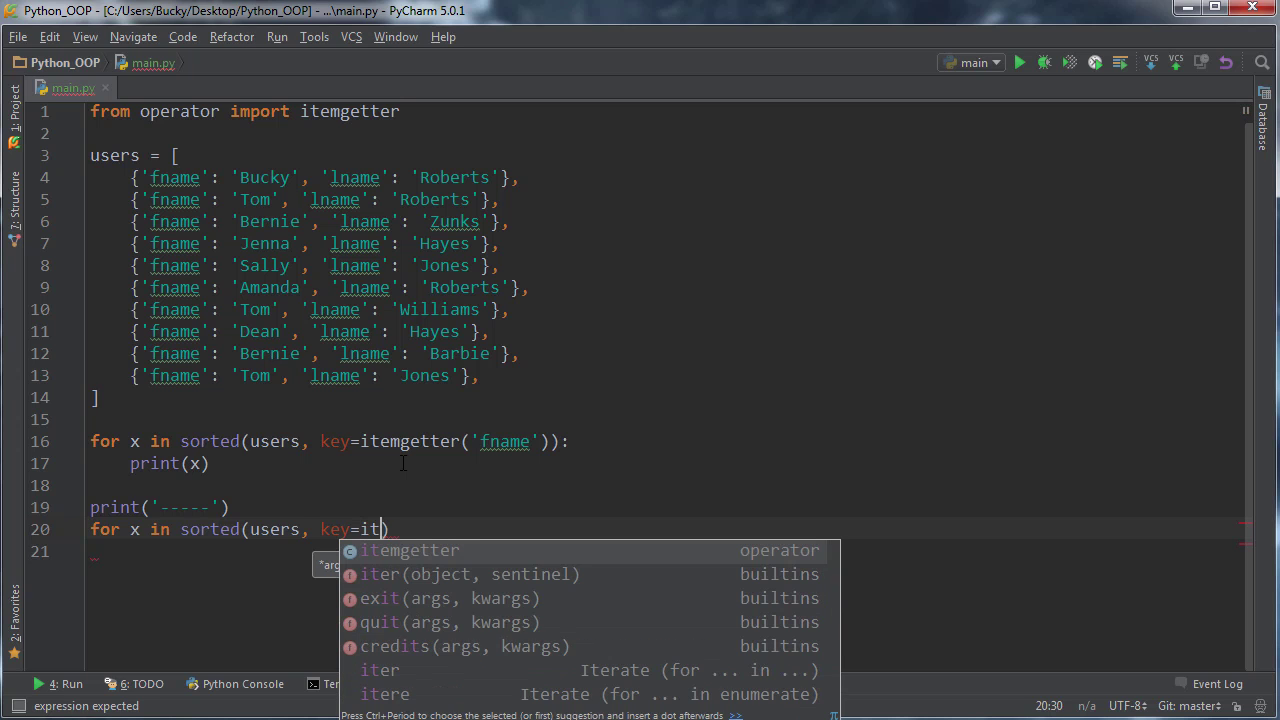 Python_OOP - [C:/Users/Bucky/Desktop/Python_OOP] - ...\main.py - PyCharm 5.0.1
File Edit View Navigate Code Refactor Run Tools VCS Window Help
Python_OOP main.py main VCS VCS
main.py ×
1: Project
7: Structure
2: Favorites
Database
1 from operator import itemgetter
2
3 users = [
4 {'fname': 'Bucky', 'lname': 'Roberts'},
5 {'fname': 'Tom', 'lname': 'Roberts'},
6 {'fname': 'Bernie', 'lname': 'Zunks'},
7 {'fname': 'Jenna', 'lname': 'Hayes'},
8 {'fname': 'Sally', 'lname': 'Jones'},
9 {'fname': 'Amanda', 'lname': 'Roberts'},
10 {'fname': 'Tom', 'lname': 'Williams'},
11 {'fname': 'Dean', 'lname': 'Hayes'},
12 {'fname': 'Bernie', 'lname': 'Barbie'},
13 {'fname': 'Tom', 'lname': 'Jones'},
14 ]
15
16 for x in sorted(users, key=itemgetter('fname')):
17 print(x)
18
19 print('-----')
20 for x in sorted(users, key=it)
21
*arg
itemgetter operator
iter(object, sentinel) builtins
exit(args, kwargs) builtins
quit(args, kwargs) builtins
credits(args, kwargs) builtins
iter Iterate (for ... in ...)
itere Iterate (for ... in enumerate)
Press Ctrl+Period to choose the selected (or first) suggestion and insert a dot afterwards >> π
4: Run 6: TODO Python Console Ter Event Log
expression expected 20:30 n/a UTF-8 Git: master